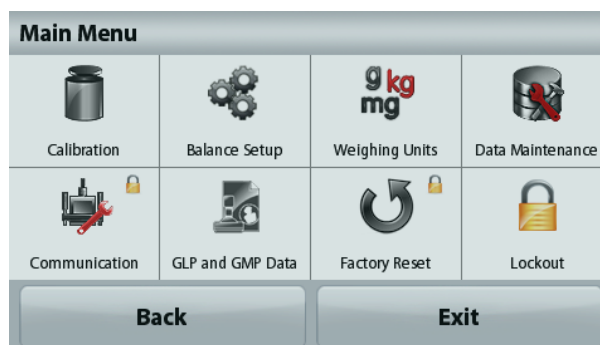 Main Menu
g kg
mg
Calibration
Balance Setup
Weighing Units
Data Maintenance
Communication
GLP and GMP Data
Factory Reset
Lockout
Back
Exit